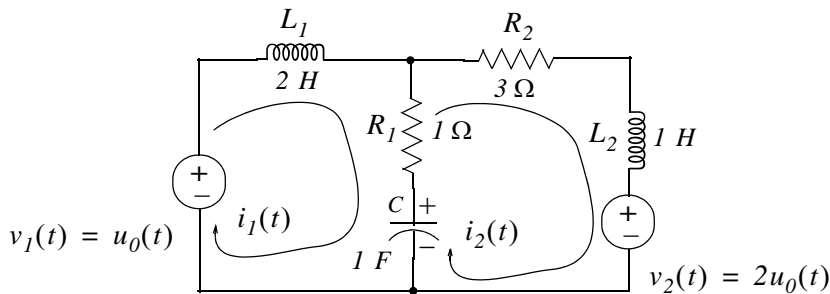 L1
R2
2 H
3 Ω
R1
1 Ω
L2
1 H
+
−
C
+
+
−
i1(t)
i2(t)
−
v1(t) = u0(t)
1 F
v2(t) = 2u0(t)